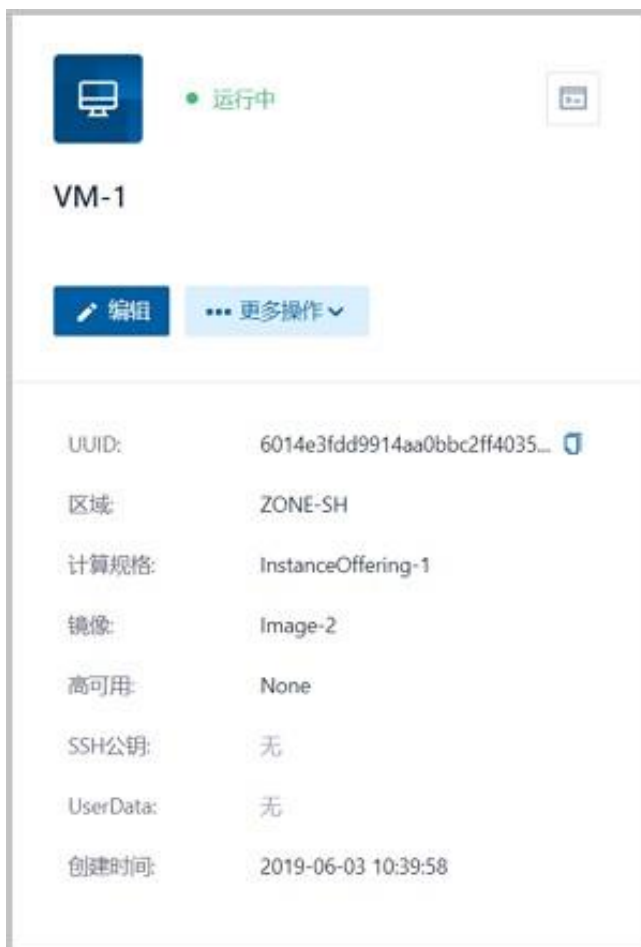 运行中
VM-1
编辑
••• 更多操作
UUID: 6014e3fdd9914aa0bbc2ff4035...
区域: ZONE-SH
计算规格: InstanceOffering-1
镜像: Image-2
高可用: None
SSH公钥: 无
UserData: 无
创建时间: 2019-06-03 10:39:58